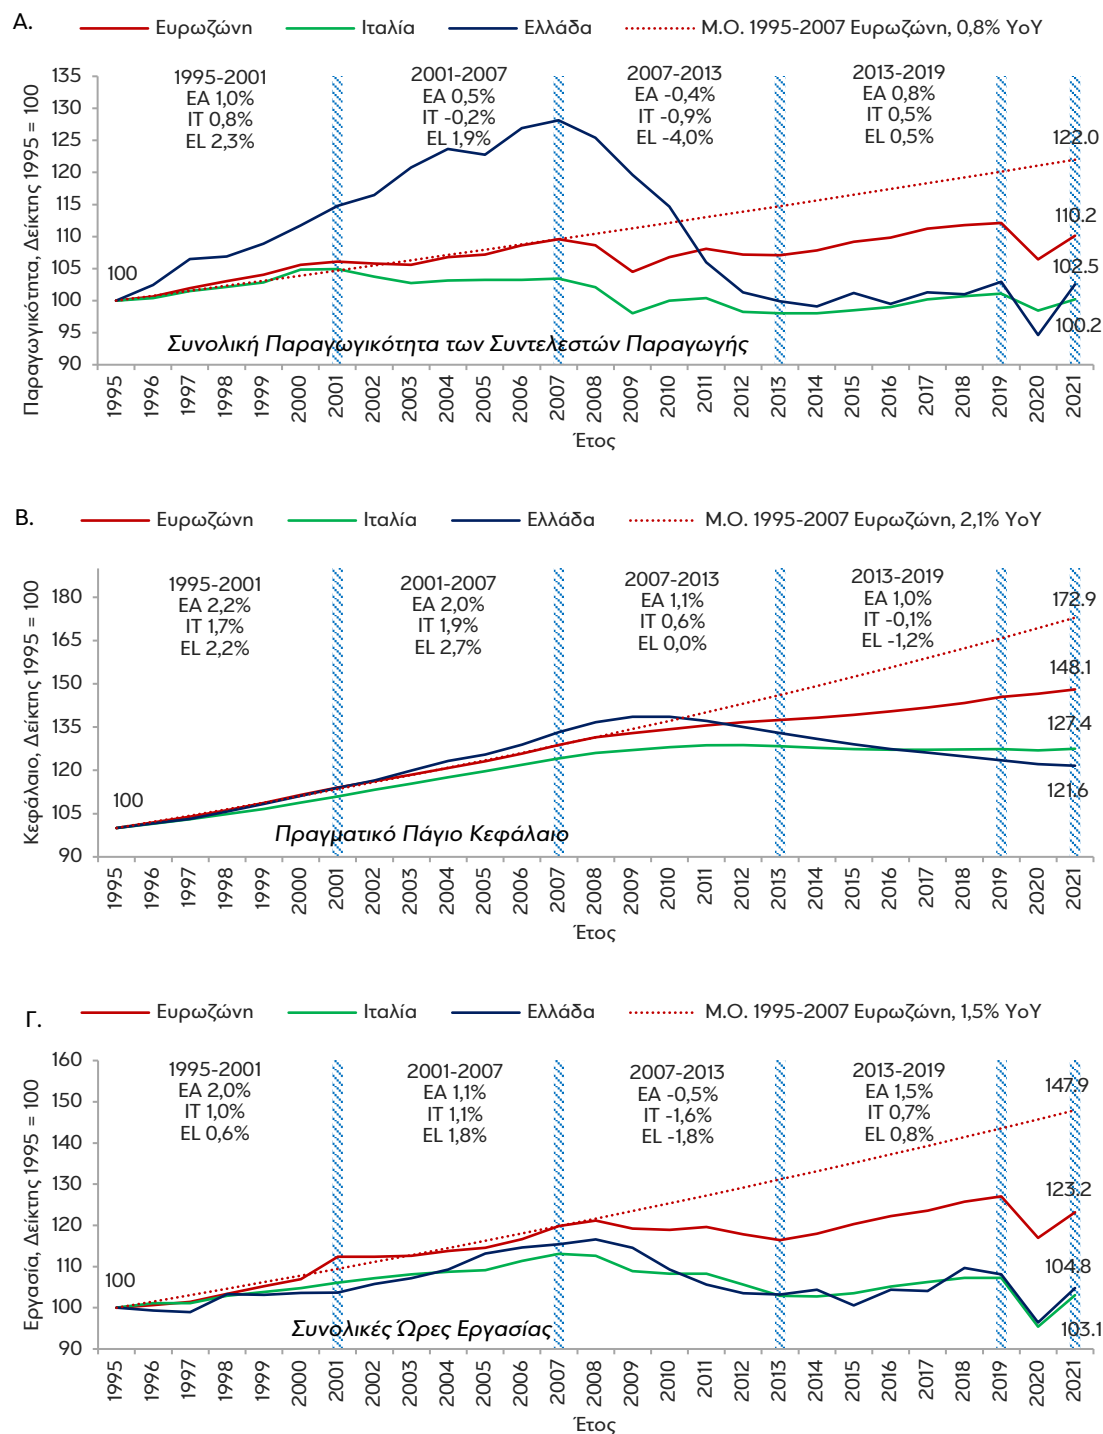 Α.
Ευρωζώνη Ιταλία Ελλάδα Μ.Ο. 1995-2007 Ευρωζώνη, 0,8% YoY
Παραγωγικότητα, Δείκτης 1995 = 100
135
130
125
120
115
110
105
100
95
90
1995-2001
EA 1,0%
IT 0,8%
EL 2,3%
2001-2007
EA 0,5%
IT -0,2%
EL 1,9%
2007-2013
EA -0,4%
IT -0,9%
EL -4,0%
2013-2019
EA 0,8%
IT 0,5%
EL 0,5%
100
122.0
110.2
102.5
100.2
Συνολική Παραγωγικότητα των Συντελεστών Παραγωγής
1995 1996 1997 1998 1999 2000 2001 2002 2003 2004 2005 2006 2007 2008 2009 2010 2011 2012 2013 2014 2015 2016 2017 2018 2019 2020 2021
Έτος
Β.
Ευρωζώνη Ιταλία Ελλάδα Μ.Ο. 1995-2007 Ευρωζώνη, 2,1% YoY
Κεφάλαιο, Δείκτης 1995 = 100
180
165
150
135
120
105
90
1995-2001
EA 2,2%
IT 1,7%
EL 2,2%
2001-2007
EA 2,0%
IT 1,9%
EL 2,7%
2007-2013
EA 1,1%
IT 0,6%
EL 0,0%
2013-2019
EA 1,0%
IT -0,1%
EL -1,2%
100
172.9
148.1
127.4
121.6
Πραγματικό Πάγιο Κεφάλαιο
1995 1996 1997 1998 1999 2000 2001 2002 2003 2004 2005 2006 2007 2008 2009 2010 2011 2012 2013 2014 2015 2016 2017 2018 2019 2020 2021
Έτος
Γ.
Ευρωζώνη Ιταλία Ελλάδα Μ.Ο. 1995-2007 Ευρωζώνη, 1,5% YoY
Εργασία, Δείκτης 1995 = 100
160
150
140
130
120
110
100
90
1995-2001
EA 2,0%
IT 1,0%
EL 0,6%
2001-2007
EA 1,1%
IT 1,1%
EL 1,8%
2007-2013
EA -0,5%
IT -1,6%
EL -1,8%
2013-2019
EA 1,5%
IT 0,7%
EL 0,8%
100
147.9
123.2
104.8
103.1
Συνολικές Ώρες Εργασίας
1995 1996 1997 1998 1999 2000 2001 2002 2003 2004 2005 2006 2007 2008 2009 2010 2011 2012 2013 2014 2015 2016 2017 2018 2019 2020 2021
Έτος